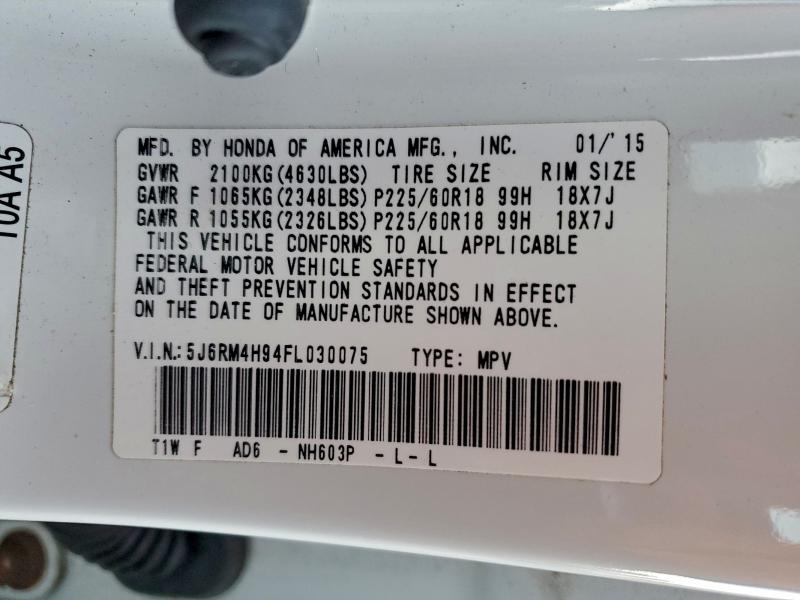 10A A5
MFD. BY HONDA OF AMERICA MFG., INC. 01/'15
GVWR 2100KG(4630LBS) TIRE SIZE RIM SIZE
GAWR F 1065KG(2348LBS) P225/60R18 99H 18X7J
GAWR R 1055KG(2326LBS) P225/60R18 99H 18X7J
THIS VEHICLE CONFORMS TO ALL APPLICABLE
FEDERAL MOTOR VEHICLE SAFETY
AND THEFT PREVENTION STANDARDS IN EFFECT
ON THE DATE OF MANUFACTURE SHOWN ABOVE.
V.I.N.: 5J6RM4H94FL030075 TYPE: MPV
T1W F AD6 - NH603P - L - L